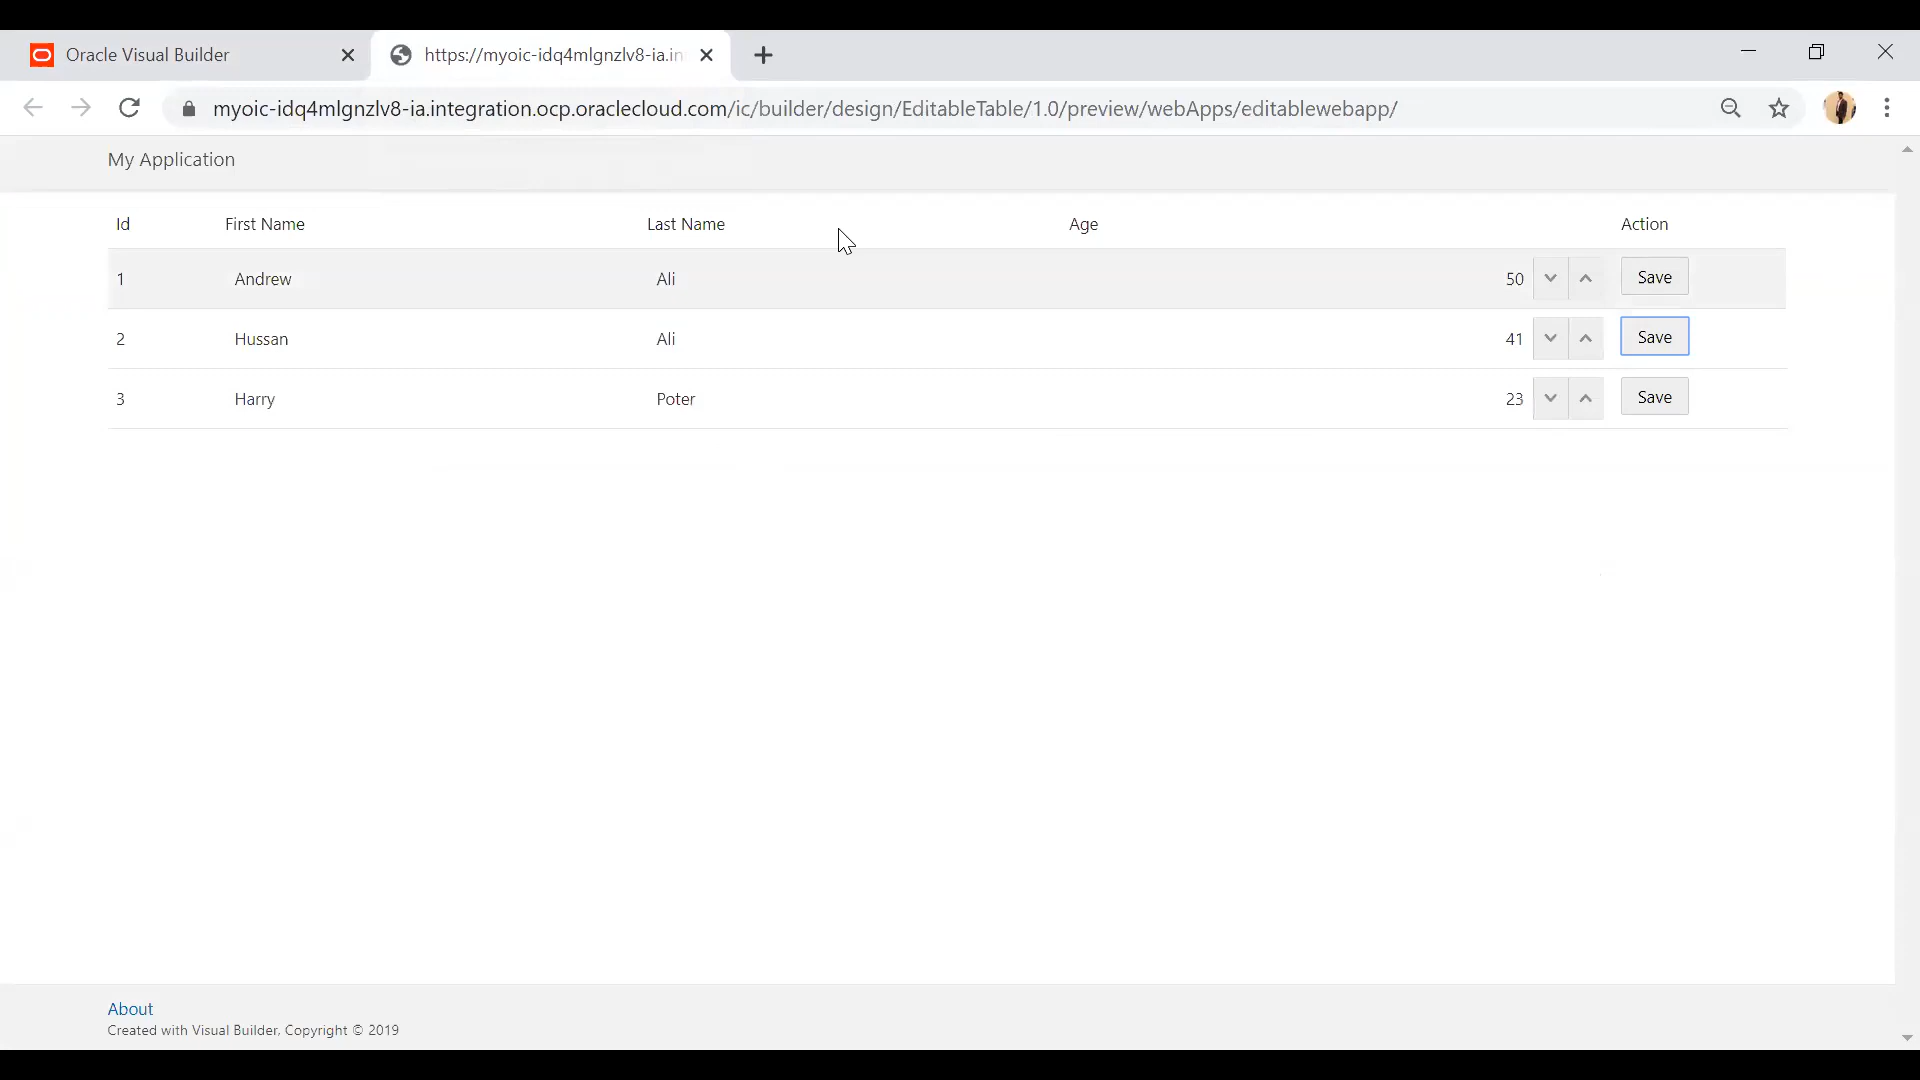 Oracle Visual Builder
https://myoic-idq4mlgnzlv8-ia.in
myoic-idq4mlgnzlv8-ia.integration.ocp.oraclecloud.com/ic/builder/design/EditableTable/1.0/preview/webApps/editablewebapp/
My Application
Id First Name Last Name Age Action
1 Andrew Ali 50 Save
2 Hussan Ali 41 Save
3 Harry Poter 23 Save
About
Created with Visual Builder, Copyright © 2019